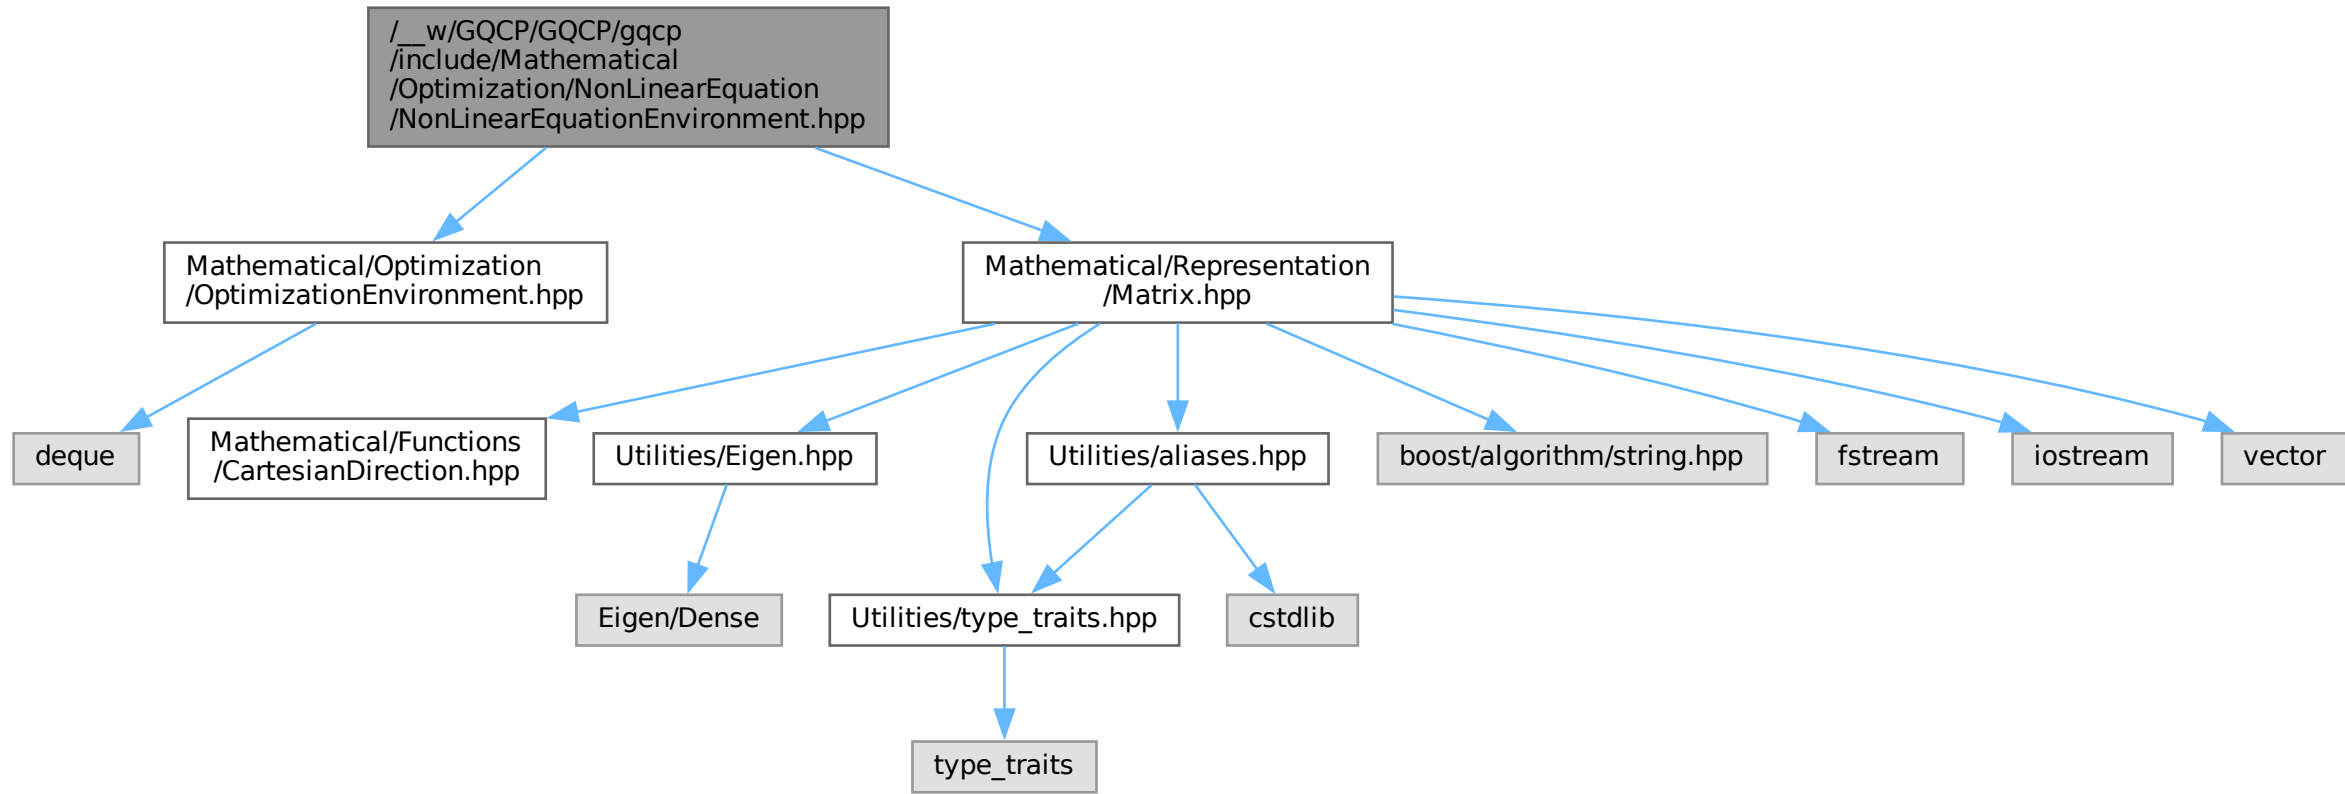 /__w/GQCP/GQCP/gqcp
/include/Mathematical
/Optimization/NonLinearEquation
/NonLinearEquationEnvironment.hpp
Mathematical/Optimization
/OptimizationEnvironment.hpp
Mathematical/Representation
/Matrix.hpp
deque
Mathematical/Functions
/CartesianDirection.hpp
Utilities/Eigen.hpp
Utilities/aliases.hpp
boost/algorithm/string.hpp
fstream
iostream
vector
Eigen/Dense
Utilities/type_traits.hpp
cstdlib
type_traits